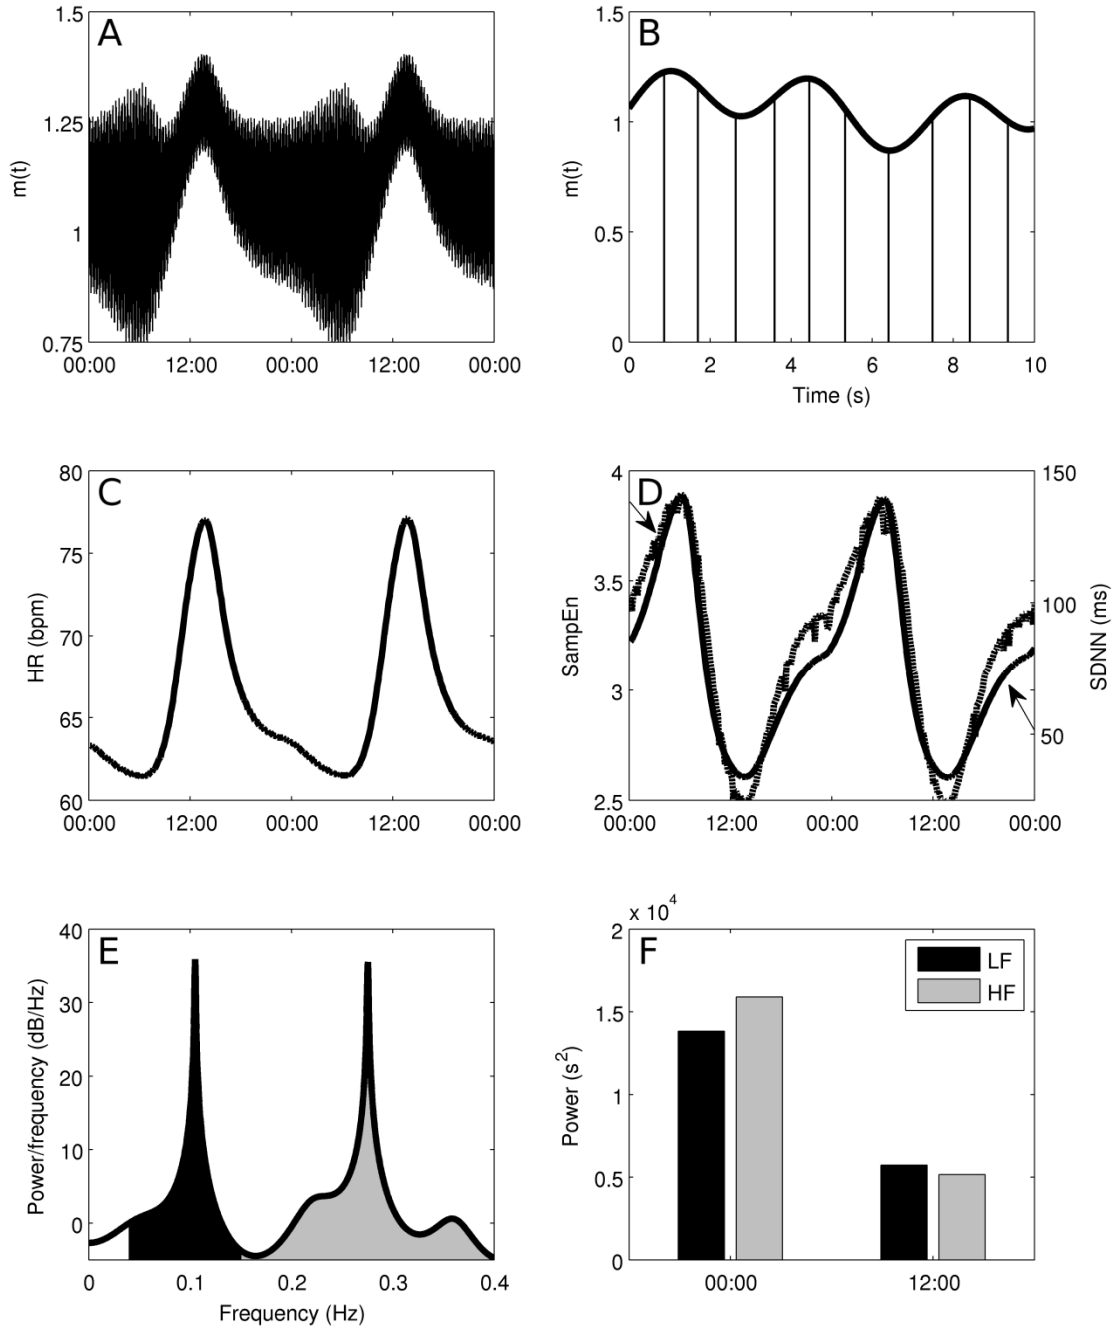 A
1.5
1.25
1
0.75
m(t)
00:00 12:00 00:00 12:00 00:00
B
1.5
1
0.5
0
m(t)
0 2 4 6 8 10
Time (s)
C
80
75
70
65
60
HR (bpm)
00:00 12:00 00:00 12:00 00:00
D
4
3.5
3
2.5
SampEn
150
100
50
SDNN (ms)
00:00 12:00 00:00 12:00 00:00
E
40
30
20
10
0
Power/frequency (dB/Hz)
0 0.1 0.2 0.3 0.4
Frequency (Hz)
F
x 10^4
2
1.5
1
0.5
0
Power (s^2)
LF
HF
00:00 12:00